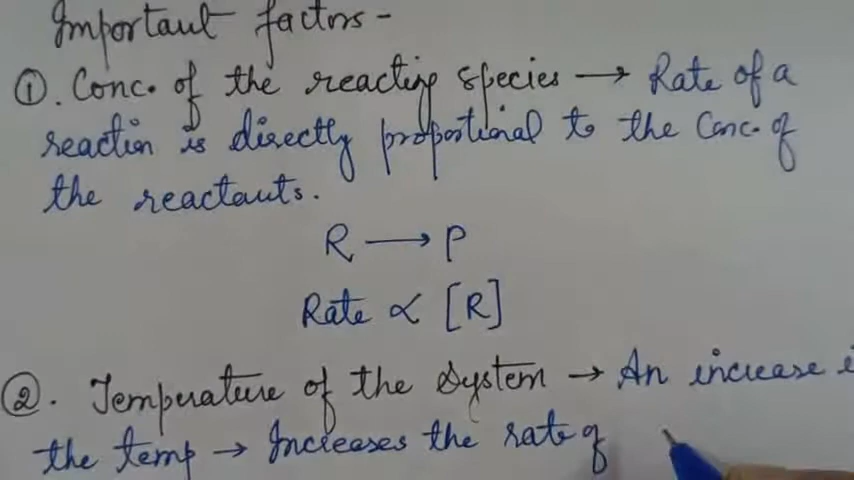 Important factors -
①. Conc. of the reacting species → Rate of a
reaction is directly proportional to the Conc. of
the reactants.
R → P
Rate ∝ [R]
②. Temperature of the System → An increase i
the temp → Increases the rate of